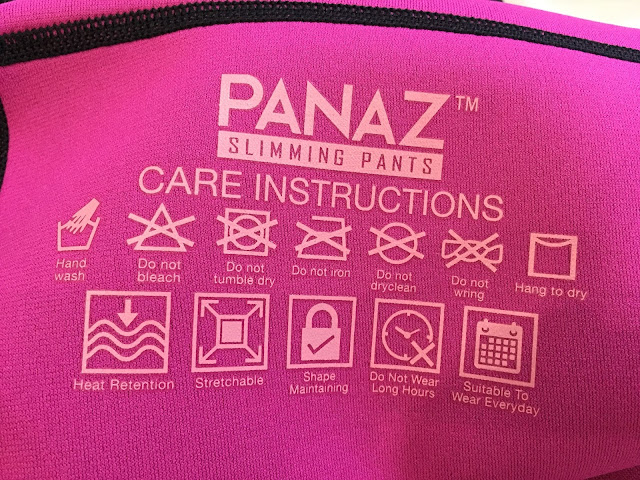 PANAZ™
SLIMMING PANTS
CARE INSTRUCTIONS
Hand
wash
Do not
bleach
Do not
tumble dry
Do not iron
Do not
dryclean
Do not
wring
Hang to dry
Heat Retention
Stretchable
Shape
Maintaining
Do Not Wear
Long Hours
Suitable To
Wear Everyday